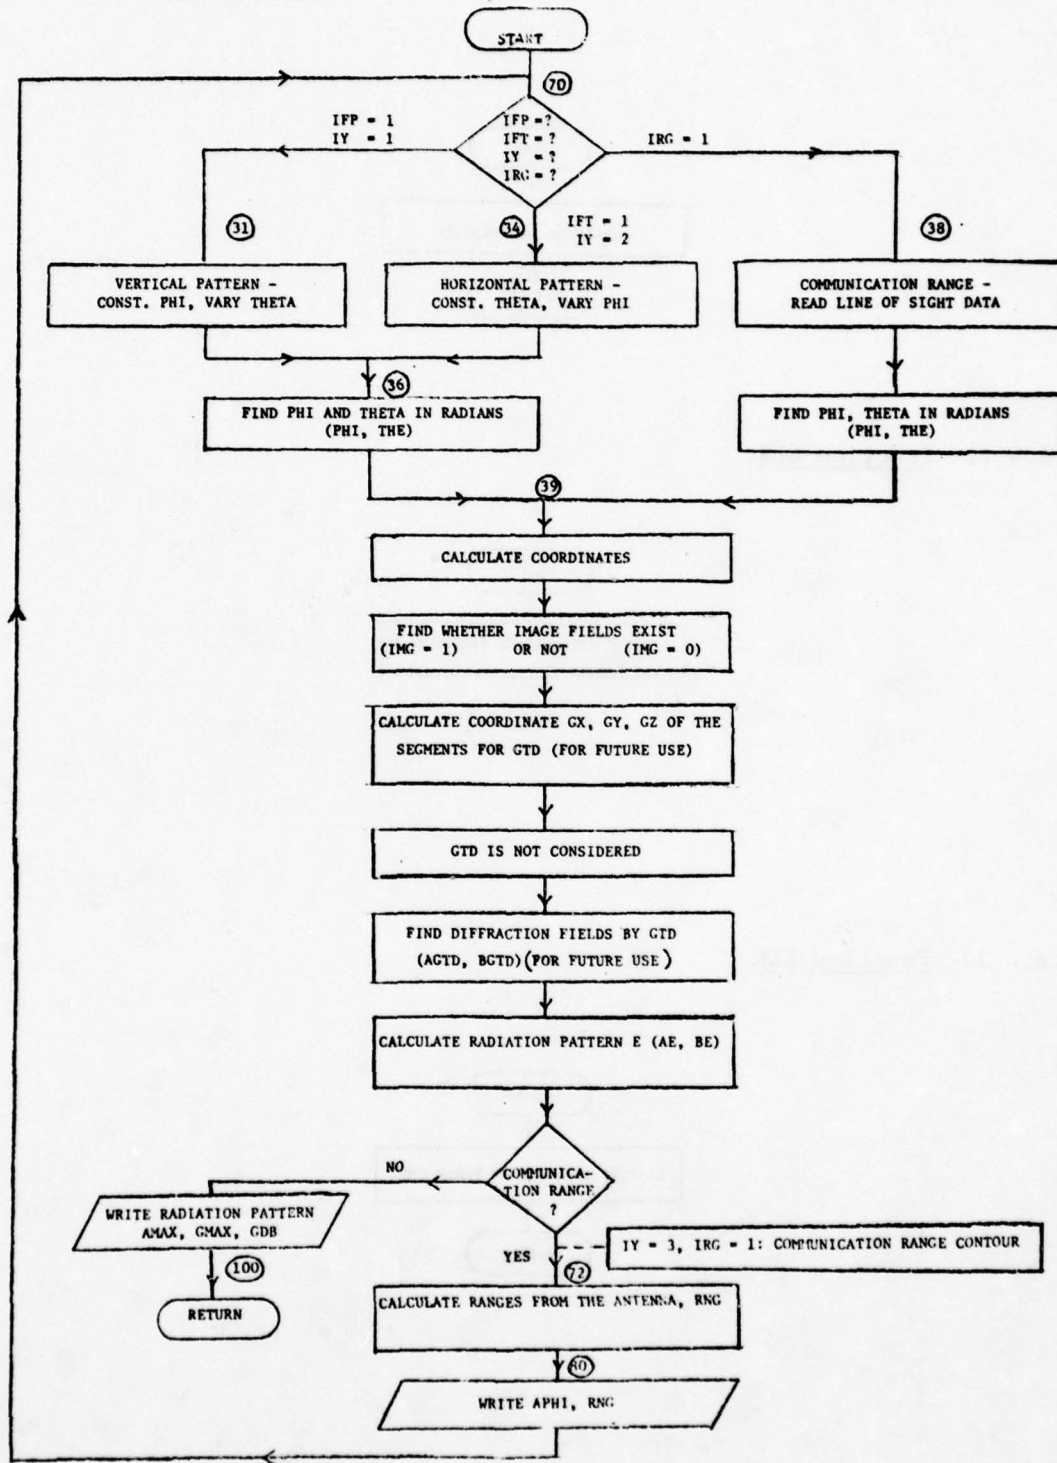 START
70
IFP = 1
IY = 1
IFP = ?
IFT = ?
IY = ?
IRG = ?
IRG = 1
31
34
IFT = 1
IY = 2
38
VERTICAL PATTERN -
CONST. PHI, VARY THETA
HORIZONTAL PATTERN -
CONST. THETA, VARY PHI
COMMUNICATION RANGE -
READ LINE OF SIGHT DATA
36
FIND PHI AND THETA IN RADIANS
(PHI, THE)
FIND PHI, THETA IN RADIANS
(PHI, THE)
39
CALCULATE COORDINATES
FIND WHETHER IMAGE FIELDS EXIST
(IMG = 1) OR NOT (IMG = 0)
CALCULATE COORDINATE GX, GY, GZ OF THE
SEGMENTS FOR GTD (FOR FUTURE USE)
GTD IS NOT CONSIDERED
FIND DIFFRACTION FIELDS BY GTD
(AGTD, BGTD) (FOR FUTURE USE)
CALCULATE RADIATION PATTERN E (AE, BE)
COMMUNICA-
TION RANGE
?
NO
WRITE RADIATION PATTERN
AMAX, GMAX, GDB
100
RETURN
YES
IY = 3, IRG = 1: COMMUNICATION RANGE CONTOUR
72
CALCULATE RANGES FROM THE ANTENNA, RNG
80
WRITE APHI, RNG